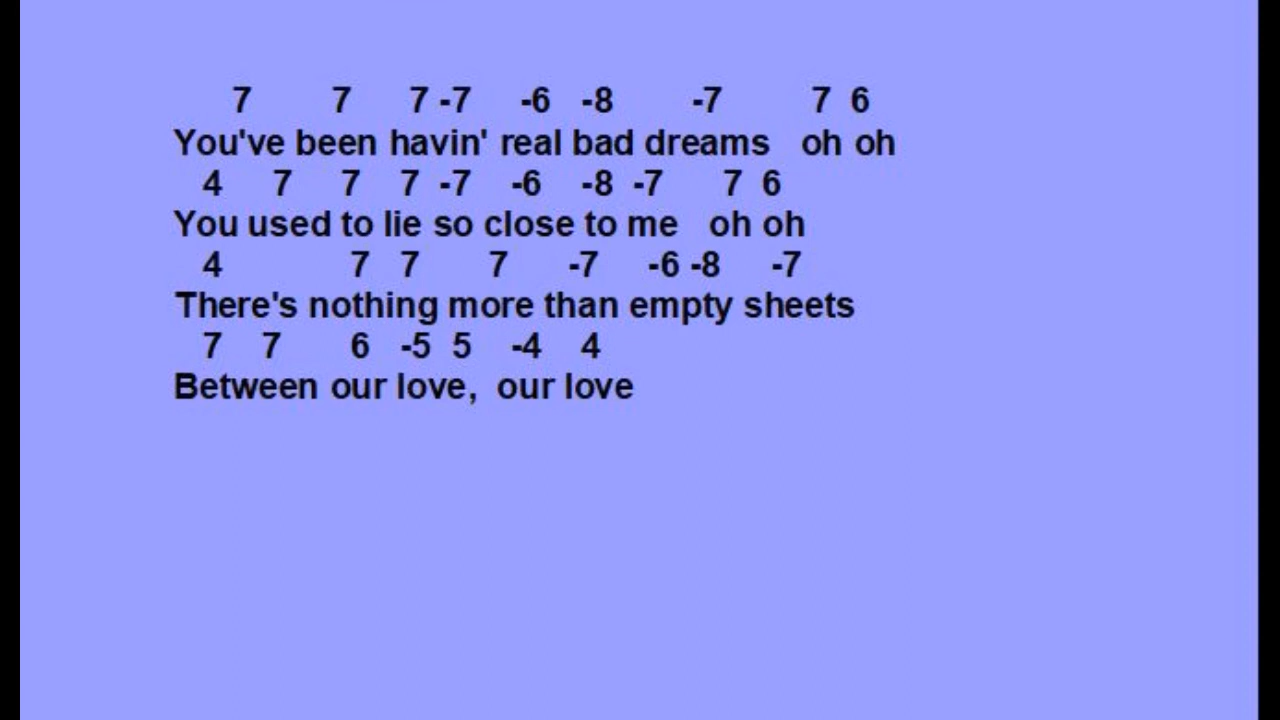 7 7 7 -7 -6 -8 -7 7 6
You've been havin' real bad dreams oh oh
4 7 7 7 -7 -6 -8 -7 7 6
You used to lie so close to me oh oh
4 7 7 7 -7 -6 -8 -7
There's nothing more than empty sheets
7 7 6 -5 5 -4 4
Between our love, our love